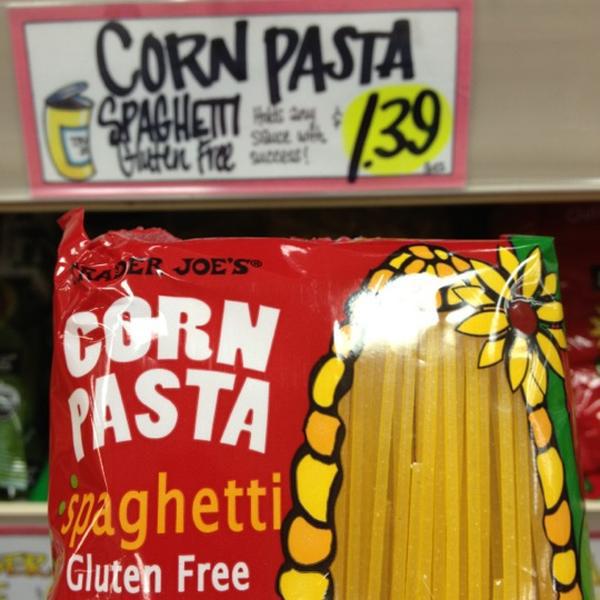 CORN PASTA
SPAGHETTI
Gluten Free
Holds any
sauce with
success!
$1.39
TRADER JOE'S®
CORN
PASTA
spaghetti
Gluten Free